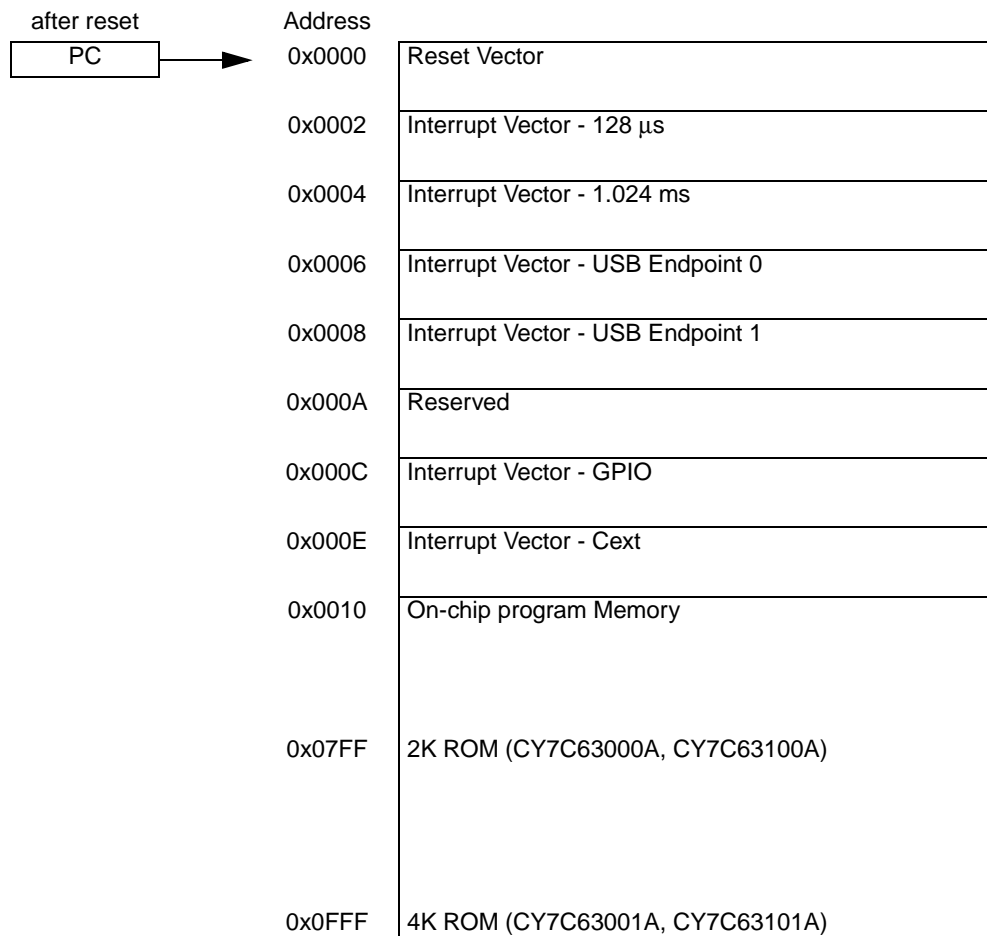 after reset Address
PC 0x0000 Reset Vector
0x0002 Interrupt Vector - 128 μs
0x0004 Interrupt Vector - 1.024 ms
0x0006 Interrupt Vector - USB Endpoint 0
0x0008 Interrupt Vector - USB Endpoint 1
0x000A Reserved
0x000C Interrupt Vector - GPIO
0x000E Interrupt Vector - Cext
0x0010 On-chip program Memory
0x07FF 2K ROM (CY7C63000A, CY7C63100A)
0x0FFF 4K ROM (CY7C63001A, CY7C63101A)